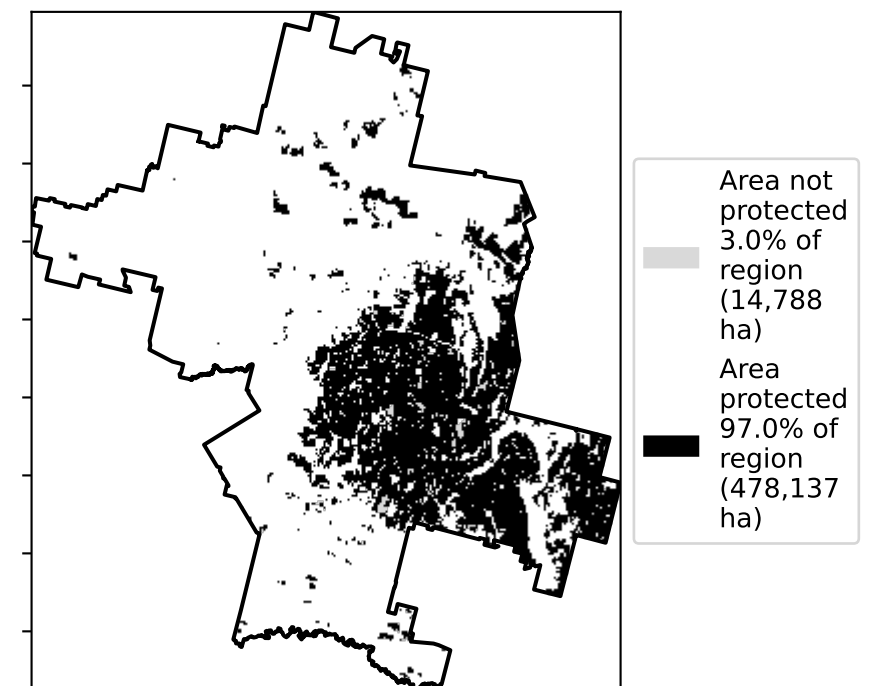 Area not
protected
3.0% of
region
(14,788
ha)
Area
protected
97.0% of
region
(478,137
ha)